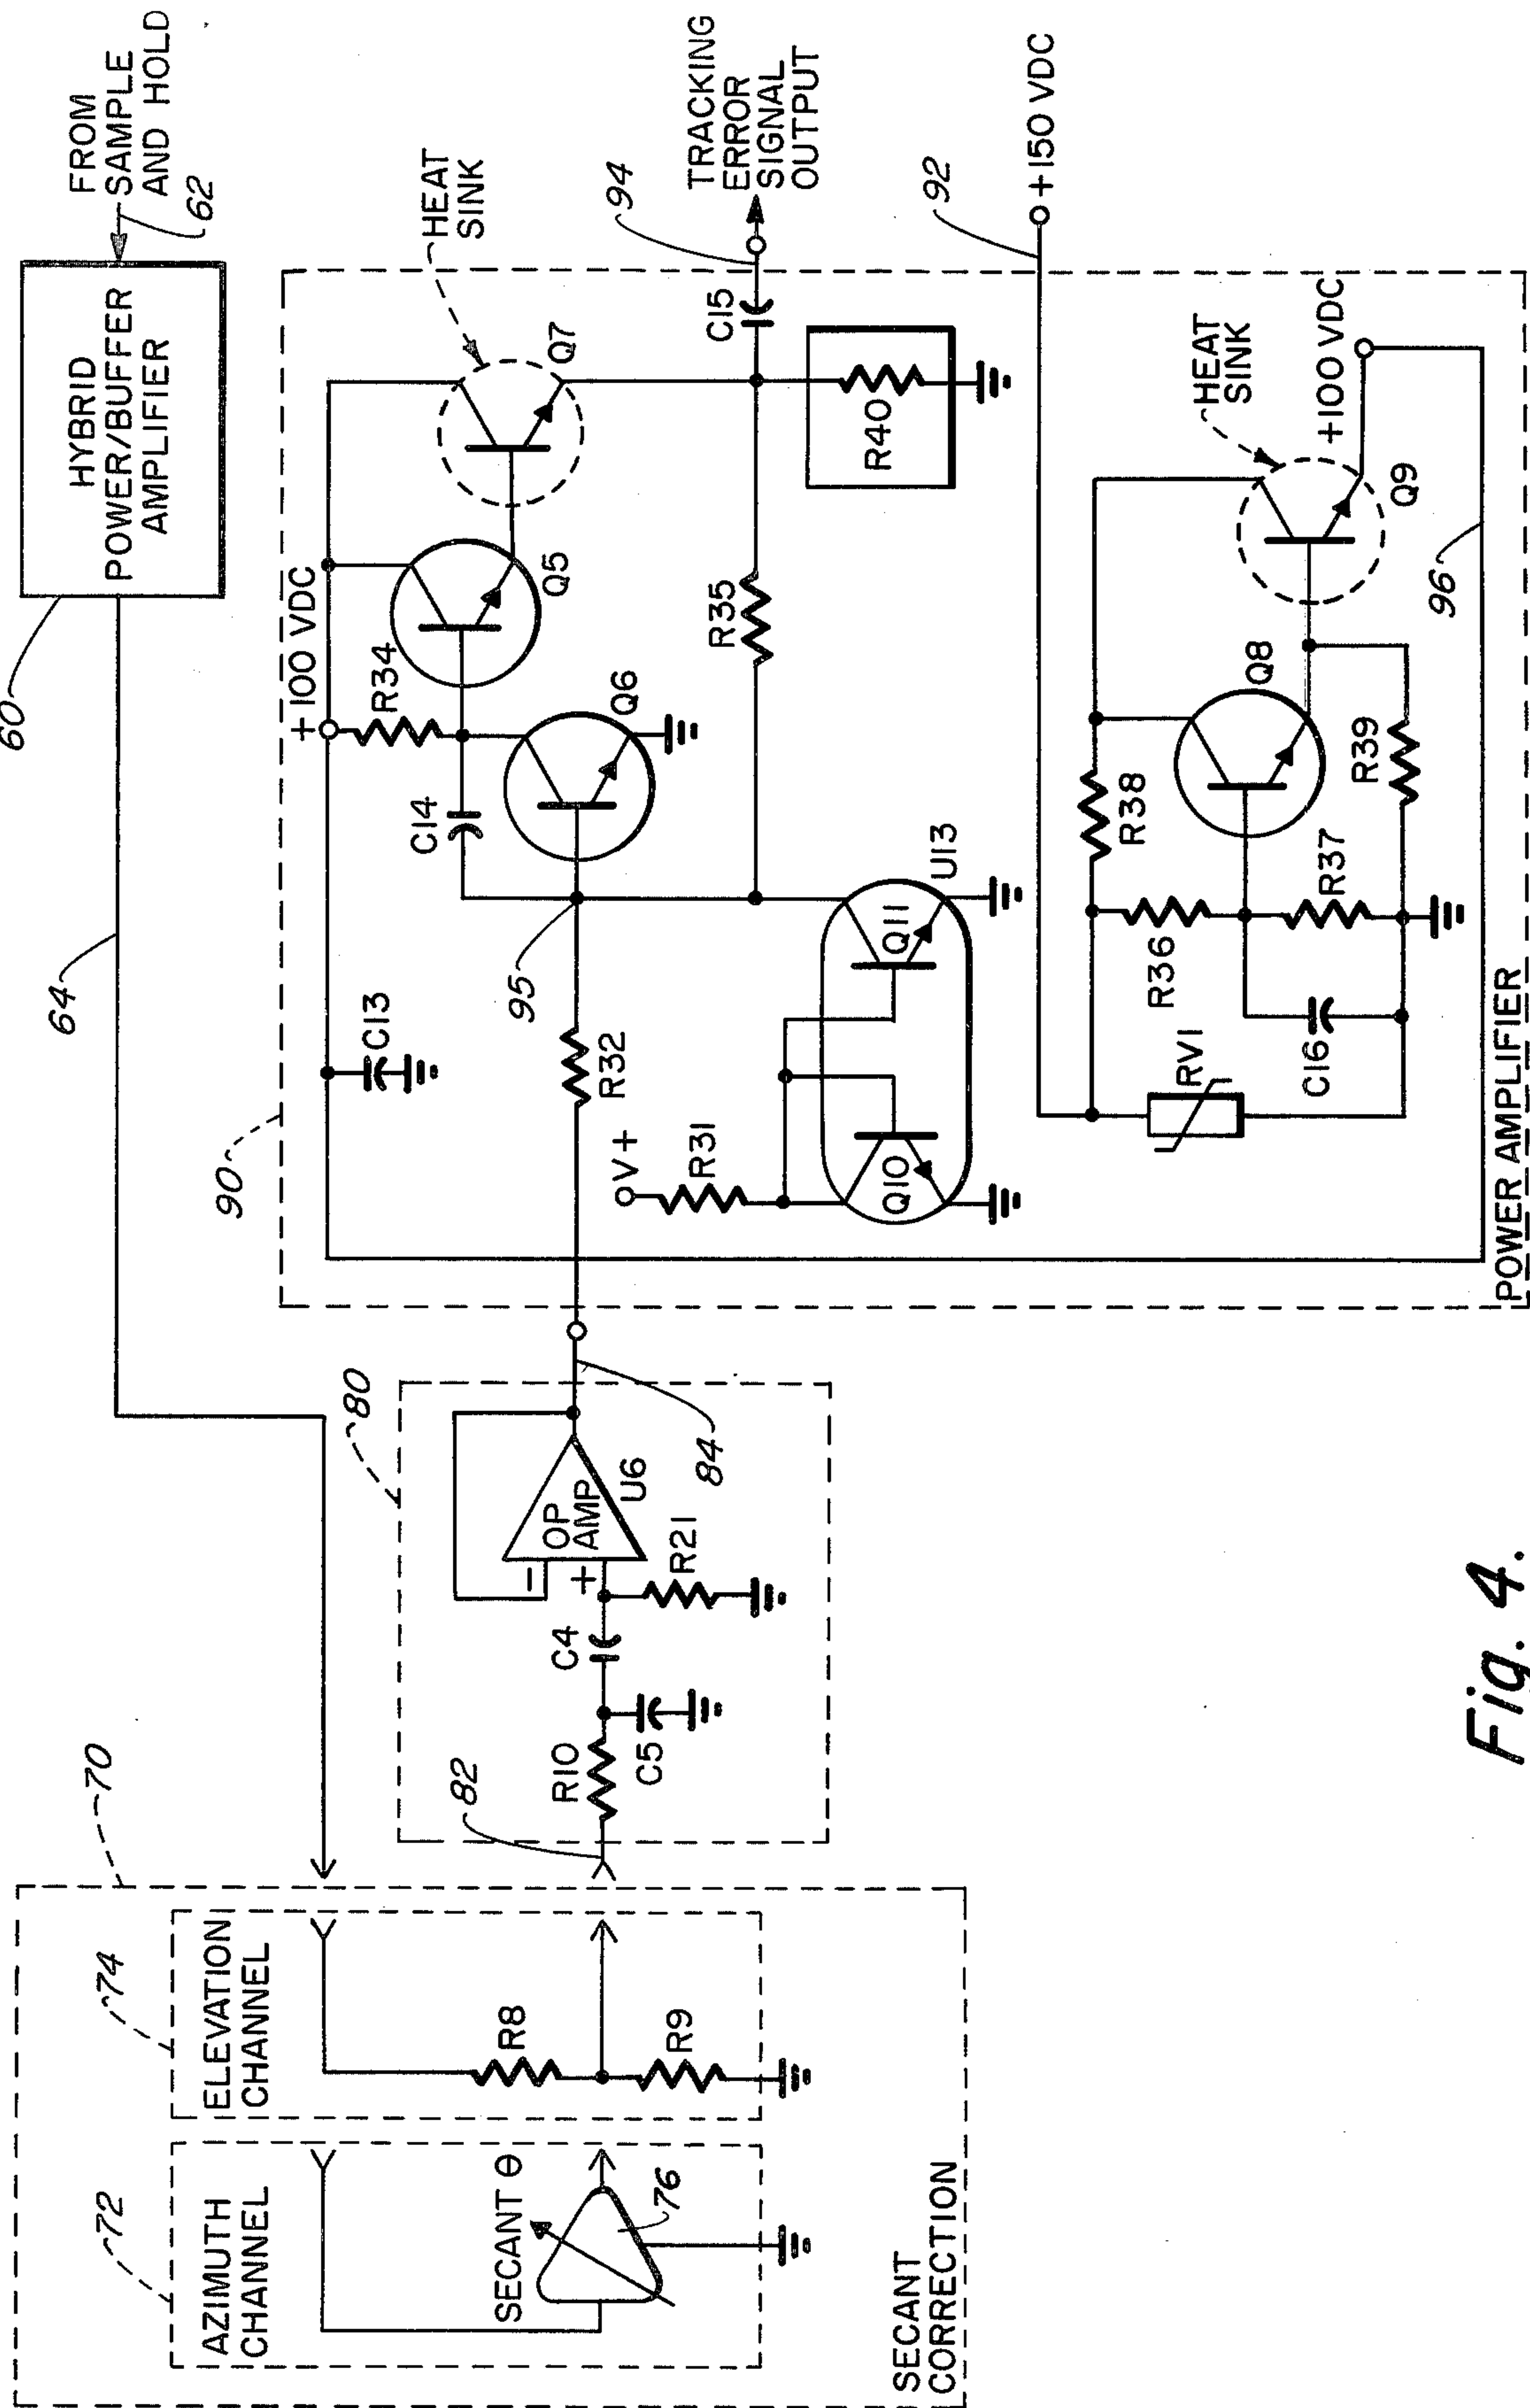 FROM
SAMPLE
AND HOLD
62
HYBRID
POWER/BUFFER
AMPLIFIER
60
64
HEAT
SINK
+100 VDC
Q7
Q5
R34
Q6
C14
C13
95
R32
90
R35
C15
94
TRACKING
ERROR
SIGNAL
OUTPUT
R40
V+
R31
Q10
Q11
U13
92
+150 VDC
HEAT
SINK
+100 VDC
Q9
Q8
R38
R39
R36
R37
RV1
C16
96
POWER AMPLIFIER
80
84
OP
AMP
U6
-
+
R21
C4
C5
R10
82
70
74
ELEVATION
CHANNEL
R8
R9
72
AZIMUTH
CHANNEL
SECANT θ
76
SECANT
CORRECTION
Fig. 4.